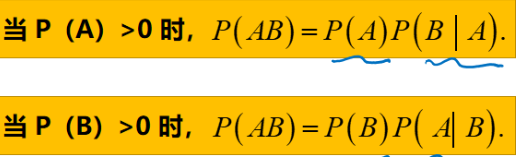 当 P（A）>0 时，P(AB)=P(A)P(B|A).
当 P（B）>0 时，P(AB)=P(B)P(A|B).